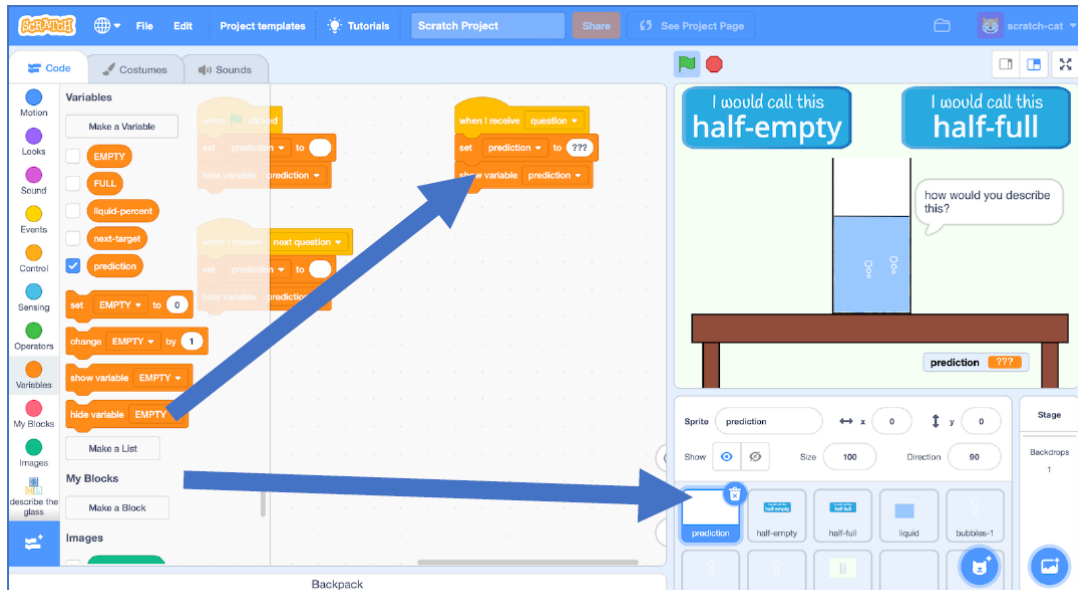 SCRATCH File Edit Project templates Tutorials Scratch Project Share See Project Page scratch-cat
Code Costumes Sounds
Motion
Looks
Sound
Events
Control
Sensing
Operators
Variables
My Blocks
Images
describe the
glass
Variables
Make a Variable
EMPTY
FULL
liquid-percent
next-target
prediction
set EMPTY to 0
change EMPTY by 1
show variable EMPTY
hide variable EMPTY
Make a List
My Blocks
Make a Block
Images
when clicked
set prediction to
hide variable prediction
when I receive next question
set prediction to
hide variable prediction
when I receive question
set prediction to ???
show variable prediction
Backpack
I would call this
half-empty
I would call this
half-full
how would you describe
this?
prediction ???
Sprite prediction x 0 y 0
Show Size 100 Direction 90
prediction
half-empty
half-full
liquid
bubbles-1
Stage
Backdrops
1